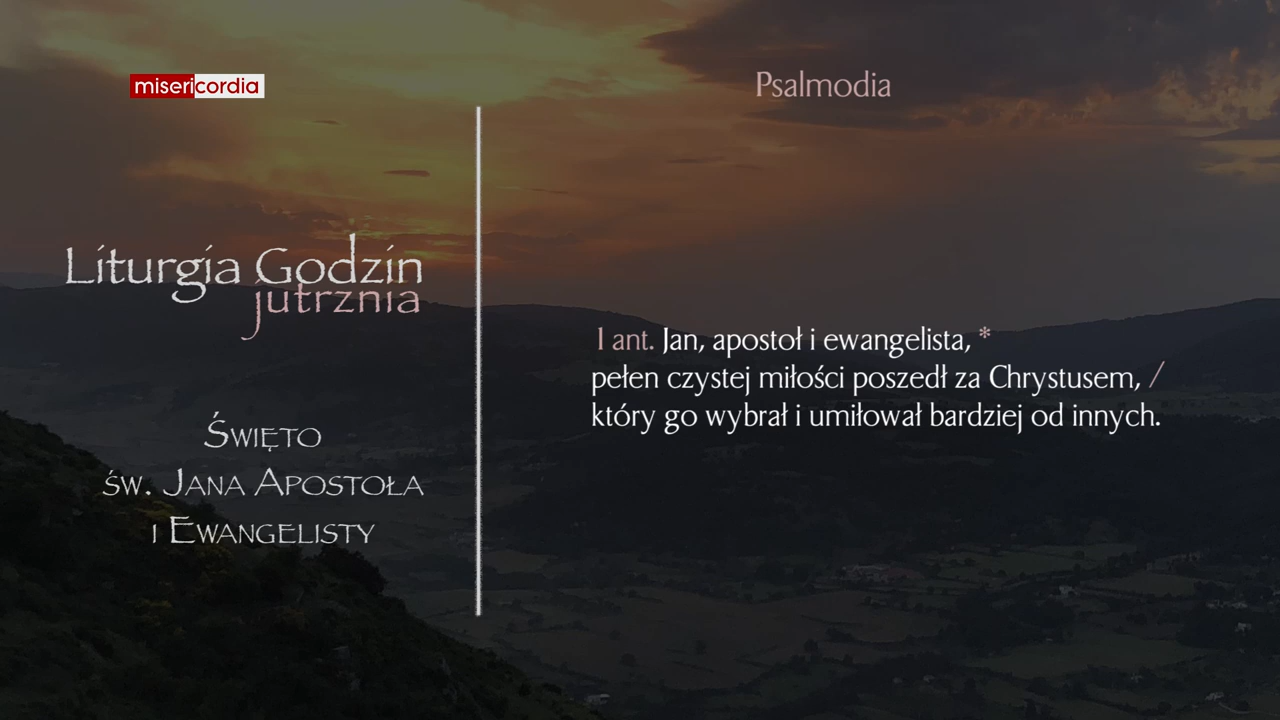 misericordia
Liturgia Godzin
jutrznia
Święto
św. Jana Apostoła
i Ewangelisty
Psalmodia
1 ant. Jan, apostoł i ewangelista, *
pełen czystej miłości poszedł za Chrystusem, /
który go wybrał i umiłował bardziej od innych.